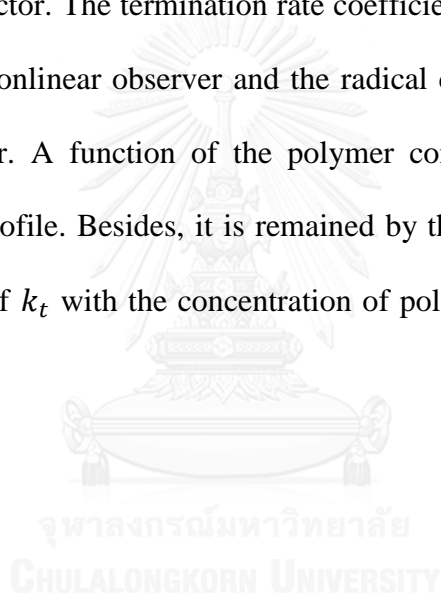 ctor. The termination rate coefficie
onlinear observer and the radical
r. A function of the polymer con
ofile. Besides, it is remained by th
f k_t with the concentration of pol
จุฬาลงกรณ์มหาวิทยาลัย
CHULALONGKORN UNIVERSITY